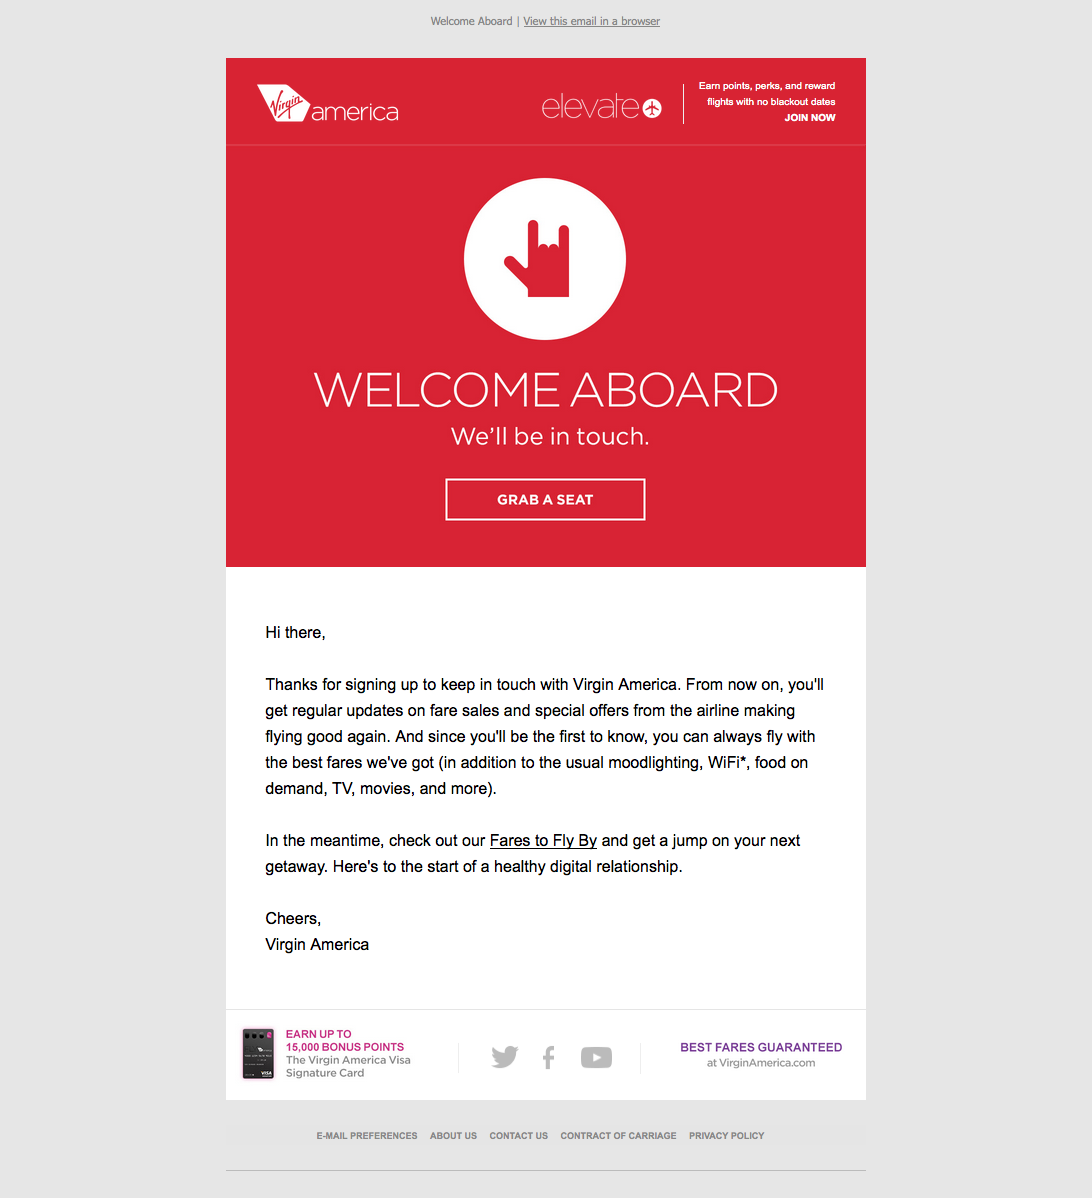 Welcome Aboard | View this email in a browser
Virgin america
elevate
Earn points, perks, and reward
flights with no blackout dates
JOIN NOW
WELCOME ABOARD
We'll be in touch.
GRAB A SEAT
Hi there,
Thanks for signing up to keep in touch with Virgin America. From now on, you'll
get regular updates on fare sales and special offers from the airline making
flying good again. And since you'll be the first to know, you can always fly with
the best fares we've got (in addition to the usual moodlighting, WiFi*, food on
demand, TV, movies, and more).
In the meantime, check out our Fares to Fly By and get a jump on your next
getaway. Here's to the start of a healthy digital relationship.
Cheers,
Virgin America
VISA
EARN UP TO
15,000 BONUS POINTS
The Virgin America Visa
Signature Card
BEST FARES GUARANTEED
at VirginAmerica.com
E-MAIL PREFERENCES ABOUT US CONTACT US CONTRACT OF CARRIAGE PRIVACY POLICY